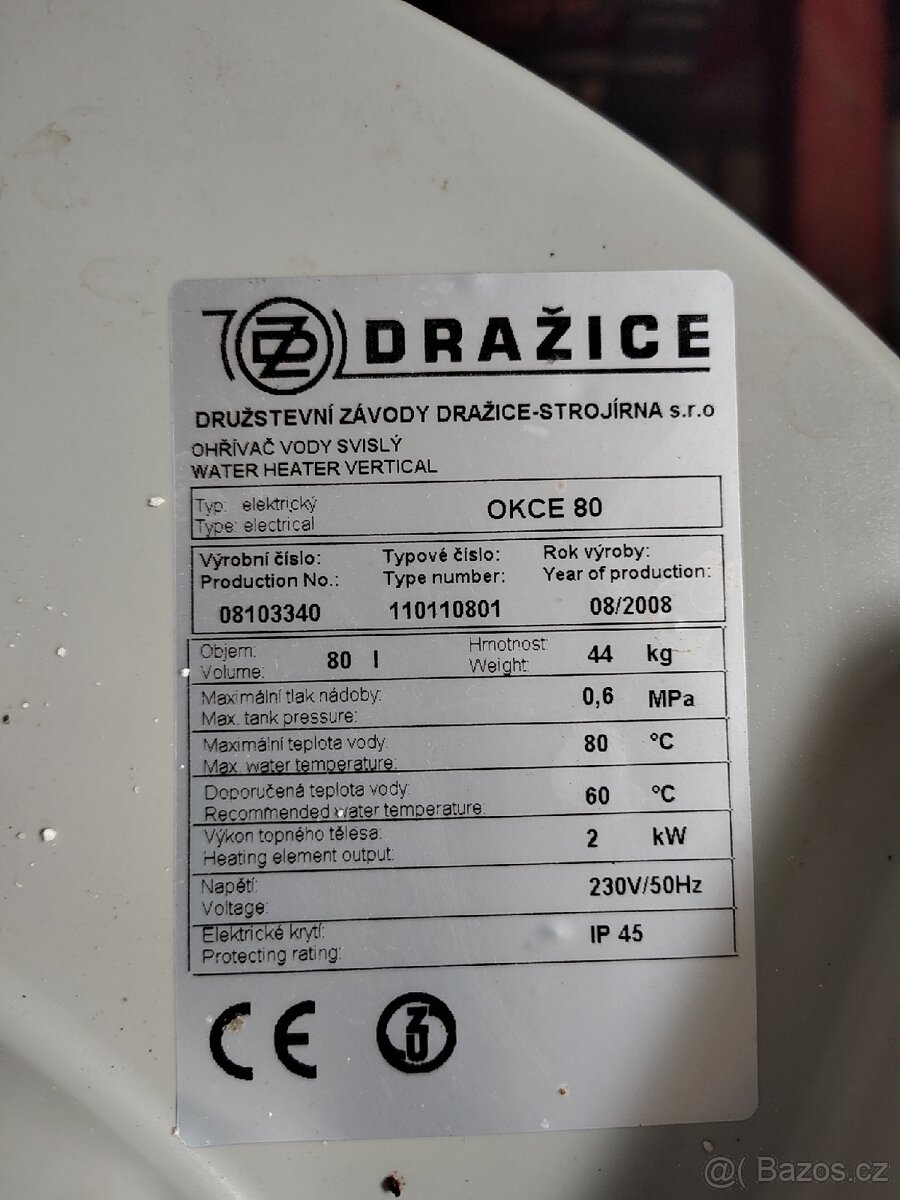 DZD DRAŽICE
DRUŽSTEVNÍ ZÁVODY DRAŽICE-STROJÍRNA s.r.o
OHŘÍVAČ VODY SVISLÝ
WATER HEATER VERTICAL
Typ: elektrický
Type: electrical
OKCE 80
Výrobní číslo: Typové číslo: Rok výroby:
Production No.: Type number: Year of production:
08103340 110110801 08/2008
Objem: Hmotnost:
Volume: 80 l Weight: 44 kg
Maximální tlak nádoby:
Max. tank pressure:
0,6 MPa
Maximální teplota vody:
Max. water temperature:
80 °C
Doporučená teplota vody:
Recommended water temperature:
60 °C
Výkon topného tělesa:
Heating element output:
2 kW
Napětí:
Voltage:
230V/50Hz
Elektrické krytí:
Protecting rating:
IP 45
CE
@( Bazos.cz